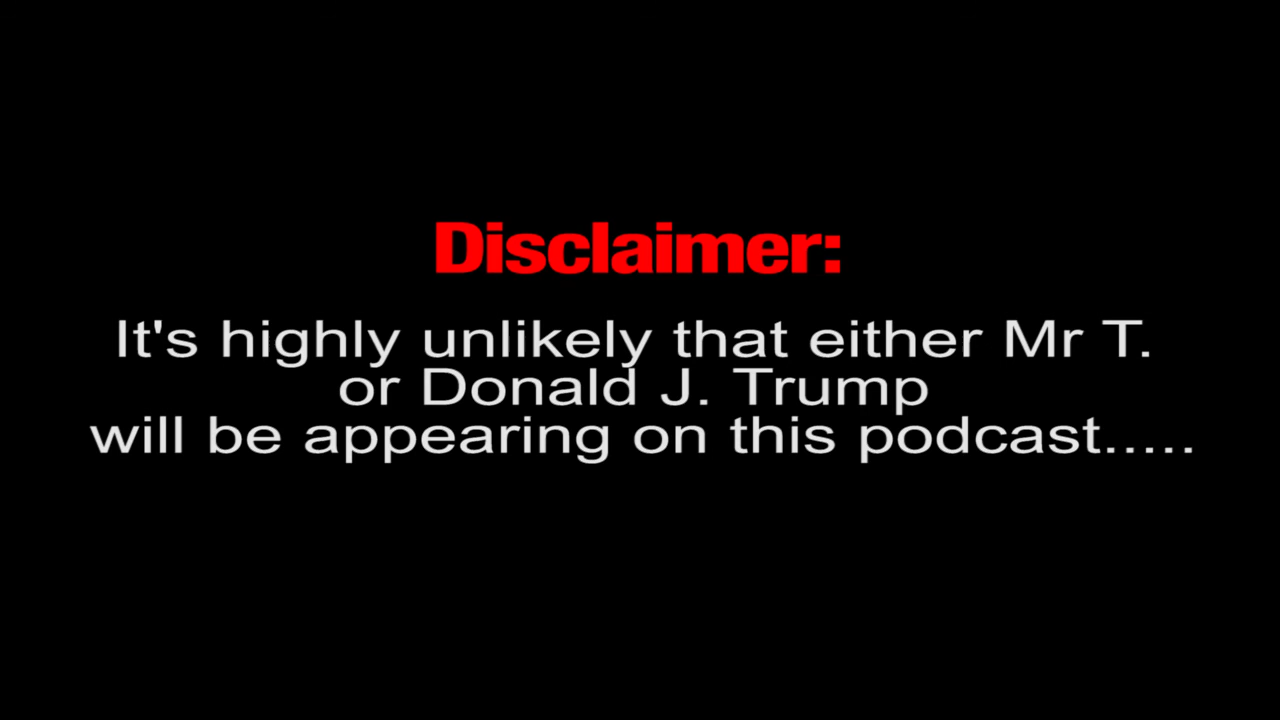 Disclaimer:
It's highly unlikely that either Mr T.
or Donald J. Trump
will be appearing on this podcast.....